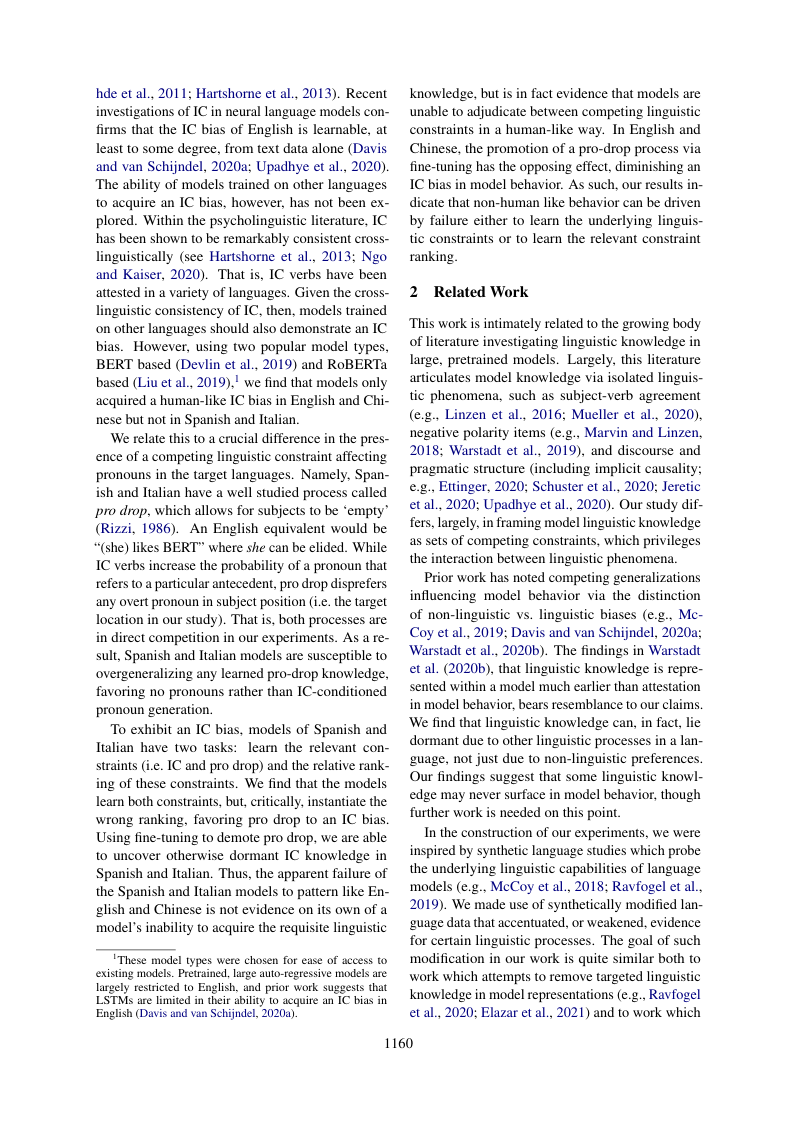 hde et al., 2011; Hartshorne et al., 2013). Recent
investigations of IC in neural language models con-
firms that the IC bias of English is learnable, at
least to some degree, from text data alone (Davis
and van Schijndel, 2020a; Upadhye et al., 2020).
The ability of models trained on other languages
to acquire an IC bias, however, has not been ex-
plored. Within the psycholinguistic literature, IC
has been shown to be remarkably consistent cross-
linguistically (see Hartshorne et al., 2013; Ngo
and Kaiser, 2020). That is, IC verbs have been
attested in a variety of languages. Given the cross-
linguistic consistency of IC, then, models trained
on other languages should also demonstrate an IC
bias. However, using two popular model types,
BERT based (Devlin et al., 2019) and RoBERTa
based (Liu et al., 2019),1 we find that models only
acquired a human-like IC bias in English and Chi-
nese but not in Spanish and Italian.
We relate this to a crucial difference in the pres-
ence of a competing linguistic constraint affecting
pronouns in the target languages. Namely, Span-
ish and Italian have a well studied process called
pro drop, which allows for subjects to be ‘empty’
(Rizzi, 1986). An English equivalent would be
“(she) likes BERT” where she can be elided. While
IC verbs increase the probability of a pronoun that
refers to a particular antecedent, pro drop disprefers
any overt pronoun in subject position (i.e. the target
location in our study). That is, both processes are
in direct competition in our experiments. As a re-
sult, Spanish and Italian models are susceptible to
overgeneralizing any learned pro-drop knowledge,
favoring no pronouns rather than IC-conditioned
pronoun generation.
To exhibit an IC bias, models of Spanish and
Italian have two tasks: learn the relevant con-
straints (i.e. IC and pro drop) and the relative rank-
ing of these constraints. We find that the models
learn both constraints, but, critically, instantiate the
wrong ranking, favoring pro drop to an IC bias.
Using fine-tuning to demote pro drop, we are able
to uncover otherwise dormant IC knowledge in
Spanish and Italian. Thus, the apparent failure of
the Spanish and Italian models to pattern like En-
glish and Chinese is not evidence on its own of a
model’s inability to acquire the requisite linguistic
1These model types were chosen for ease of access to
existing models. Pretrained, large auto-regressive models are
largely restricted to English, and prior work suggests that
LSTMs are limited in their ability to acquire an IC bias in
English (Davis and van Schijndel, 2020a).
knowledge, but is in fact evidence that models are
unable to adjudicate between competing linguistic
constraints in a human-like way. In English and
Chinese, the promotion of a pro-drop process via
fine-tuning has the opposing effect, diminishing an
IC bias in model behavior. As such, our results in-
dicate that non-human like behavior can be driven
by failure either to learn the underlying linguis-
tic constraints or to learn the relevant constraint
ranking.
2 Related Work
This work is intimately related to the growing body
of literature investigating linguistic knowledge in
large, pretrained models. Largely, this literature
articulates model knowledge via isolated linguis-
tic phenomena, such as subject-verb agreement
(e.g., Linzen et al., 2016; Mueller et al., 2020),
negative polarity items (e.g., Marvin and Linzen,
2018; Warstadt et al., 2019), and discourse and
pragmatic structure (including implicit causality;
e.g., Ettinger, 2020; Schuster et al., 2020; Jeretic
et al., 2020; Upadhye et al., 2020). Our study dif-
fers, largely, in framing model linguistic knowledge
as sets of competing constraints, which privileges
the interaction between linguistic phenomena.
Prior work has noted competing generalizations
influencing model behavior via the distinction
of non-linguistic vs. linguistic biases (e.g., Mc-
Coy et al., 2019; Davis and van Schijndel, 2020a;
Warstadt et al., 2020b). The findings in Warstadt
et al. (2020b), that linguistic knowledge is repre-
sented within a model much earlier than attestation
in model behavior, bears resemblance to our claims.
We find that linguistic knowledge can, in fact, lie
dormant due to other linguistic processes in a lan-
guage, not just due to non-linguistic preferences.
Our findings suggest that some linguistic knowl-
edge may never surface in model behavior, though
further work is needed on this point.
In the construction of our experiments, we were
inspired by synthetic language studies which probe
the underlying linguistic capabilities of language
models (e.g., McCoy et al., 2018; Ravfogel et al.,
2019). We made use of synthetically modified lan-
guage data that accentuated, or weakened, evidence
for certain linguistic processes. The goal of such
modification in our work is quite similar both to
work which attempts to remove targeted linguistic
knowledge in model representations (e.g., Ravfogel
et al., 2020; Elazar et al., 2021) and to work which
1160